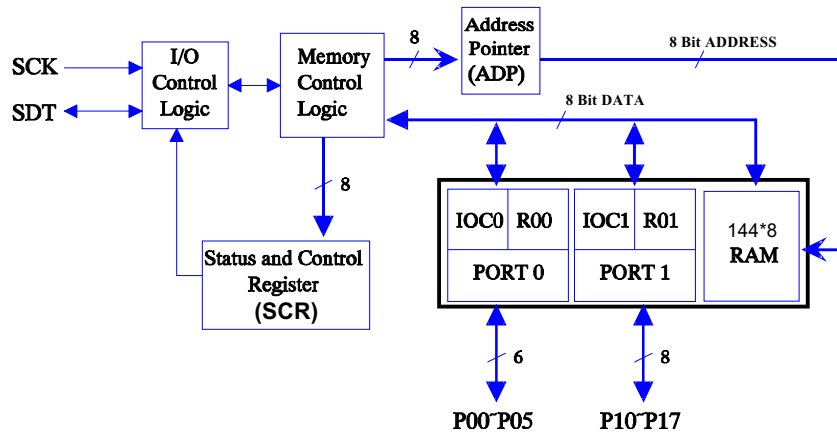 SCK
SDT
I/O
Control
Logic
Memory
Control
Logic
8
Address
Pointer
(ADP)
8 Bit ADDRESS
8 Bit DATA
8
Status and Control
Register
(SCR)
IOC0 R00
PORT 0
IOC1 R01
PORT 1
144*8
RAM
6
8
P00~P05
P10~P17